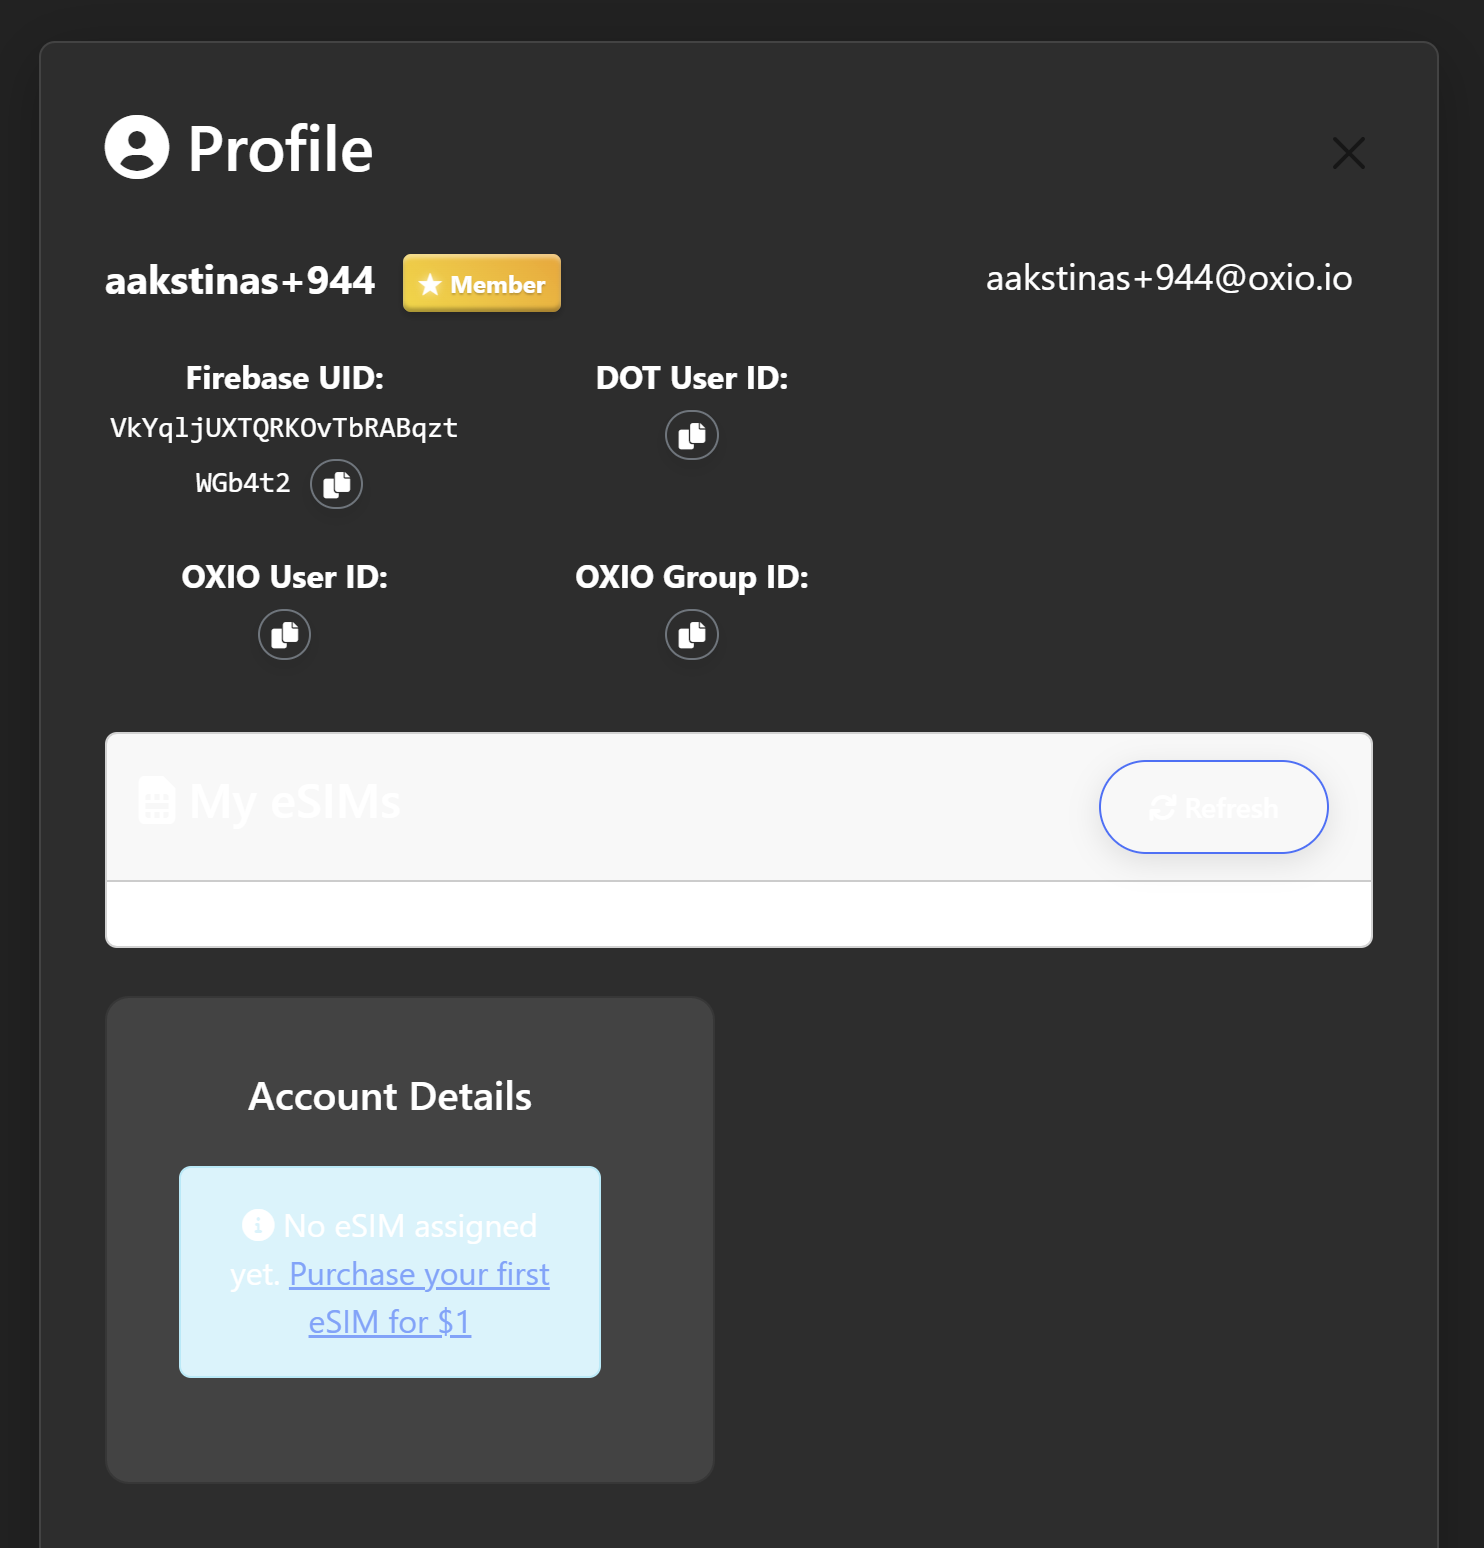 Profile
aakstinas+944 Member aakstinas+944@oxio.io
Firebase UID: DOT User ID:
VkYqljUXTQRKOvTbRABqzt
WGb4t2
OXIO User ID: OXIO Group ID:
My eSIMs Refresh
Account Details
No eSIM assigned
yet. Purchase your first
eSIM for $1